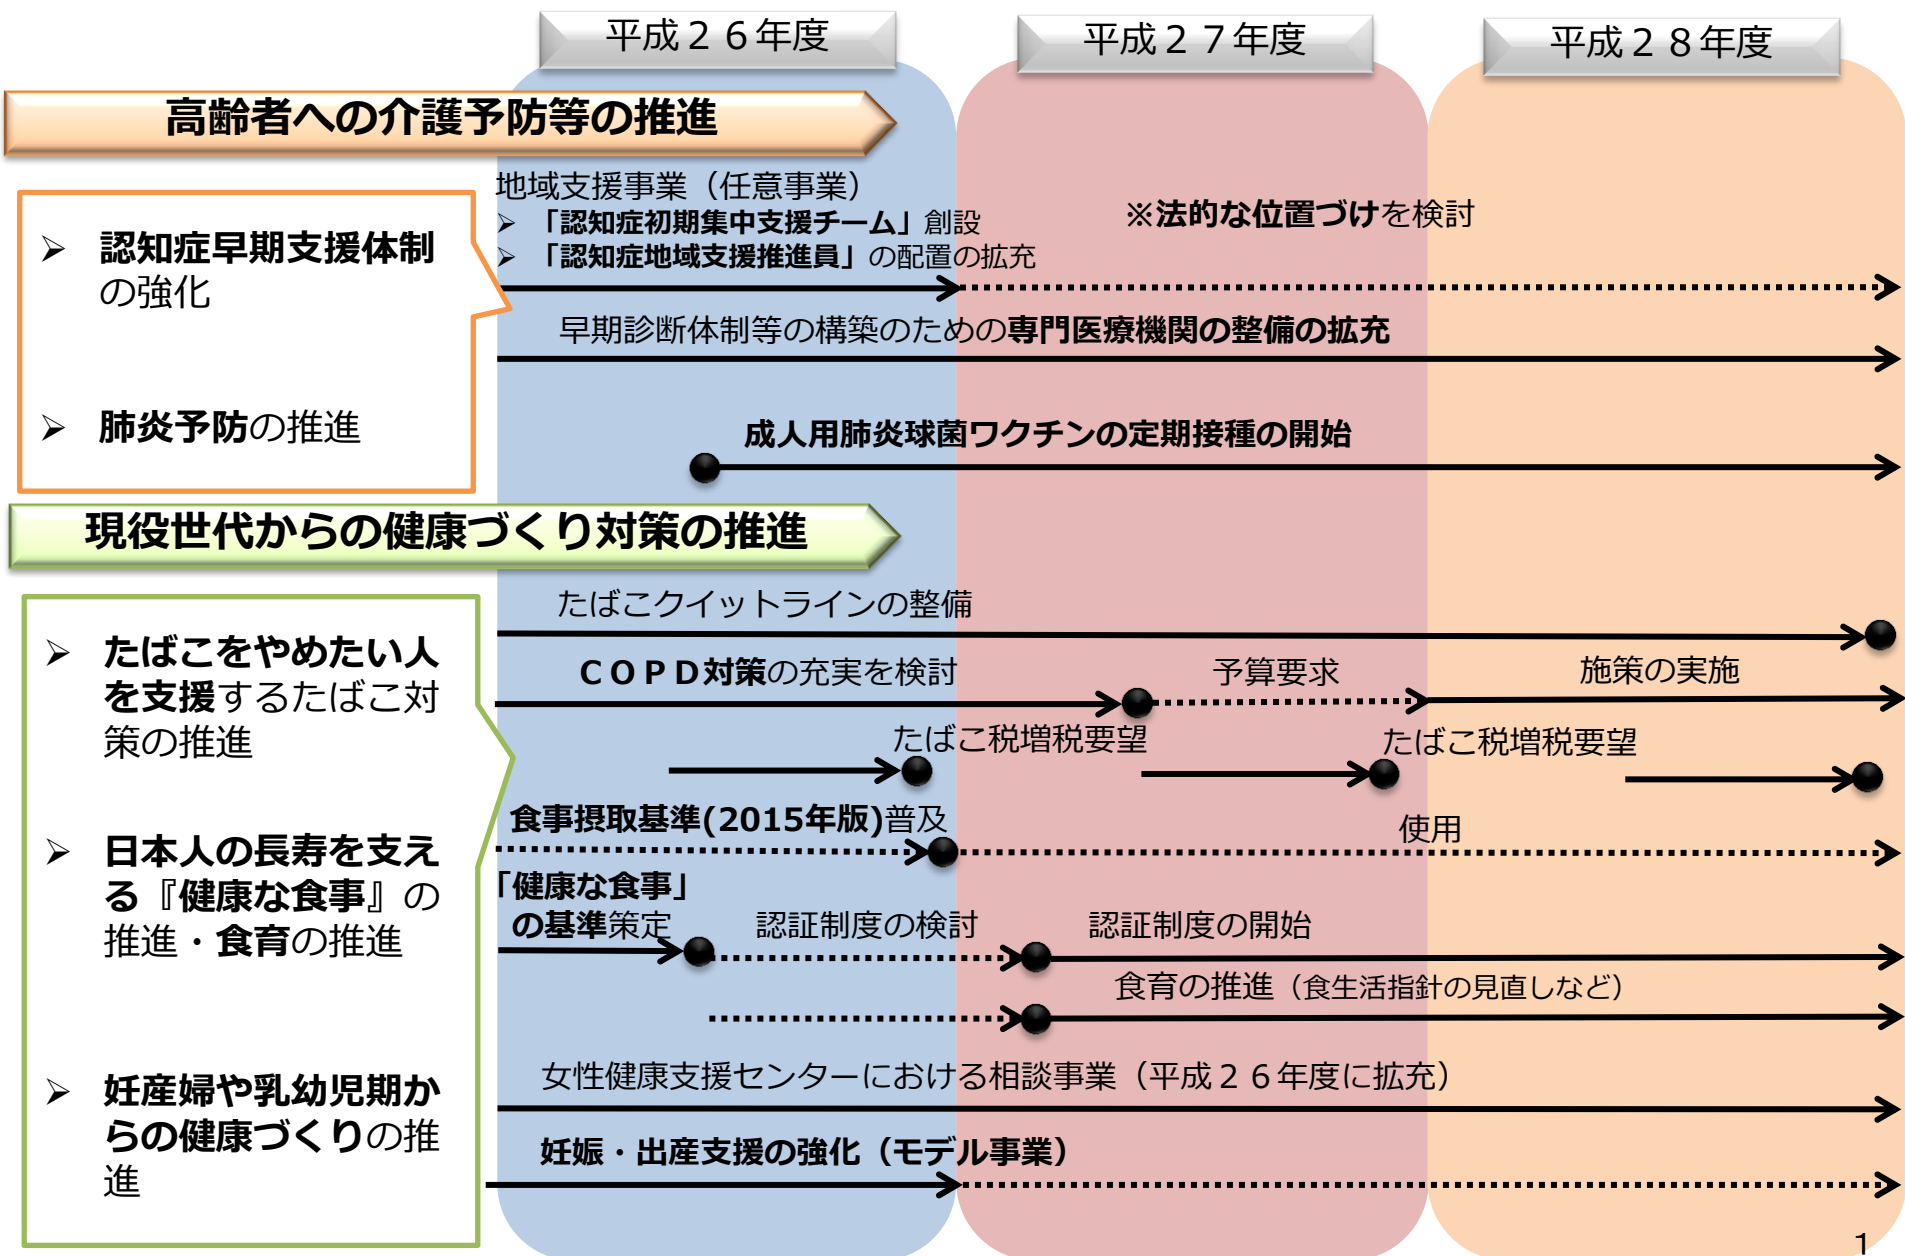 平成２６年度
平成２７年度
平成２８年度
高齢者への介護予防等の推進
➢ 認知症早期支援体制
の強化
➢ 肺炎予防の推進
地域支援事業（任意事業）
➢ 「認知症初期集中支援チーム」創設
➢ 「認知症地域支援推進員」の配置の拡充
※法的な位置づけを検討
早期診断体制等の構築のための専門医療機関の整備の拡充
成人用肺炎球菌ワクチンの定期接種の開始
現役世代からの健康づくり対策の推進
➢ たばこをやめたい人
を支援するたばこ対
策の推進
➢ 日本人の長寿を支え
る『健康な食事』の
推進・食育の推進
➢ 妊産婦や乳幼児期か
らの健康づくりの推
進
たばこクイットラインの整備
ＣＯＰＤ対策の充実を検討
予算要求
施策の実施
たばこ税増税要望
たばこ税増税要望
食事摂取基準(2015年版)普及
使用
「健康な食事」
の基準策定
認証制度の検討
認証制度の開始
食育の推進（食生活指針の見直しなど）
女性健康支援センターにおける相談事業（平成２６年度に拡充）
妊娠・出産支援の強化（モデル事業）
1